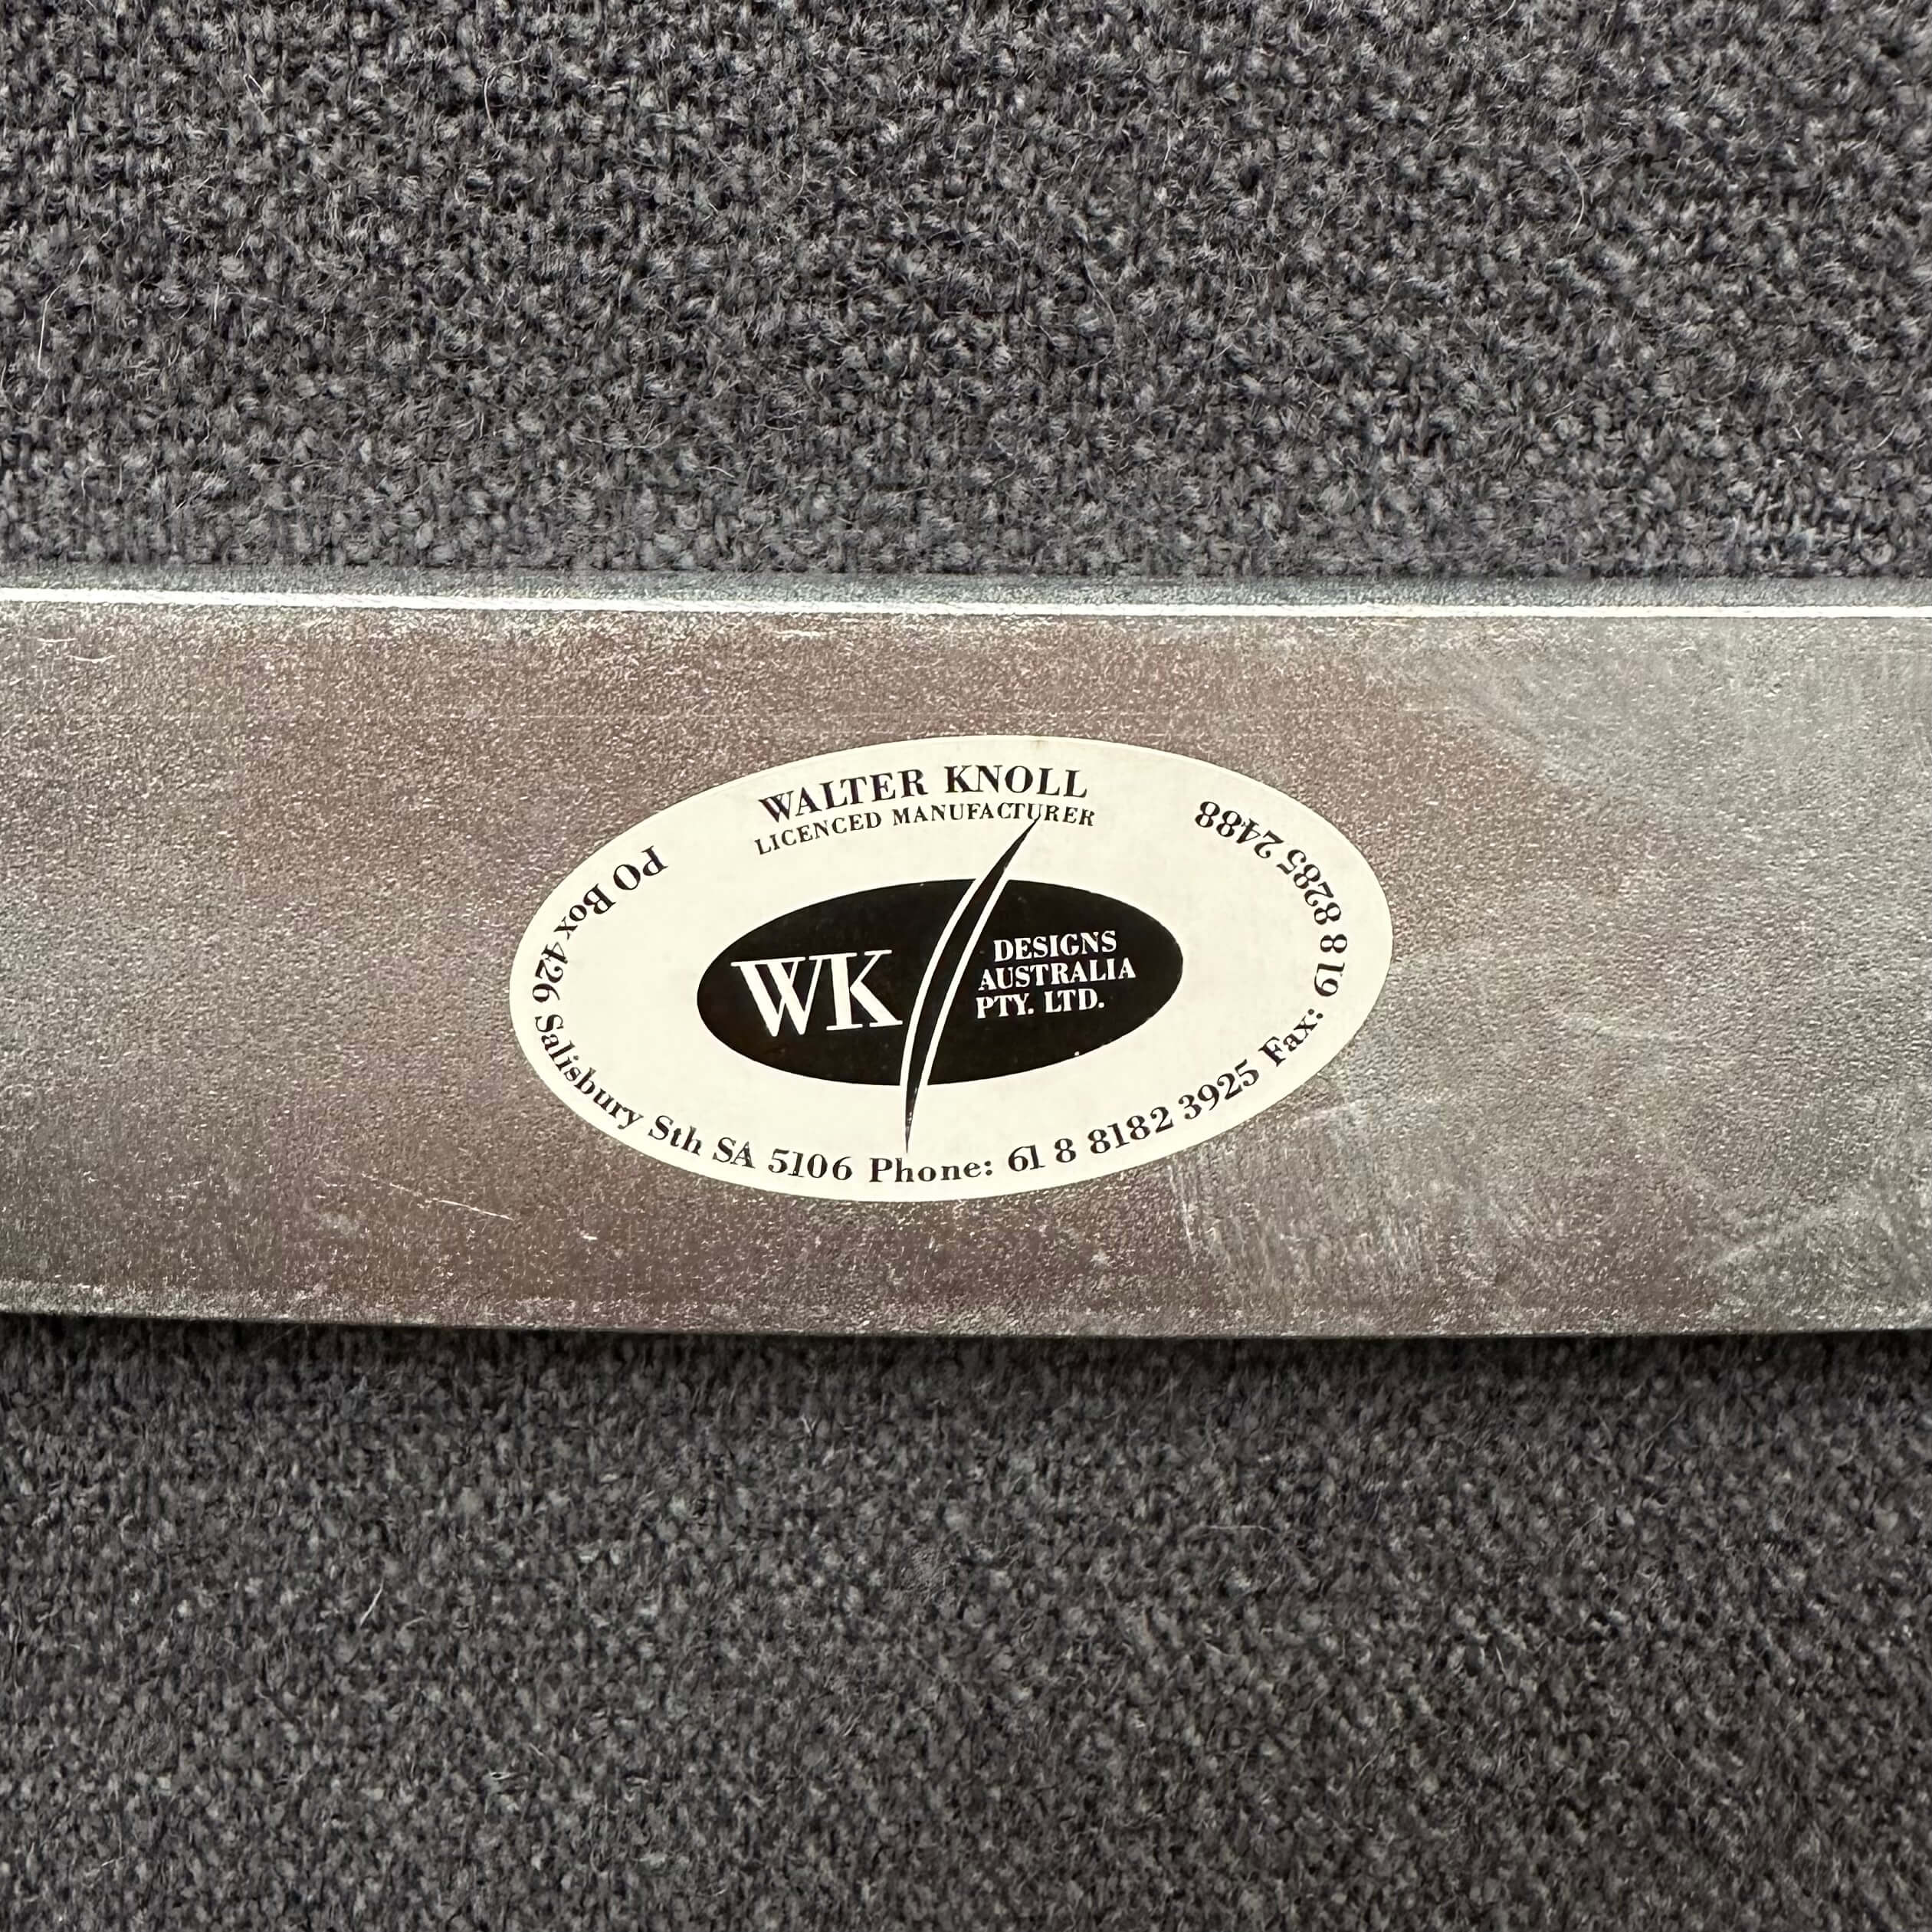 WALTER KNOLL
LICENCED MANUFACTURER
WK
DESIGNS
AUSTRALIA
PTY. LTD.
PO Box 426 Salisbury Sth SA 5106 Phone: 61 8 8182 3925 Fax: 61 8 8285 2488